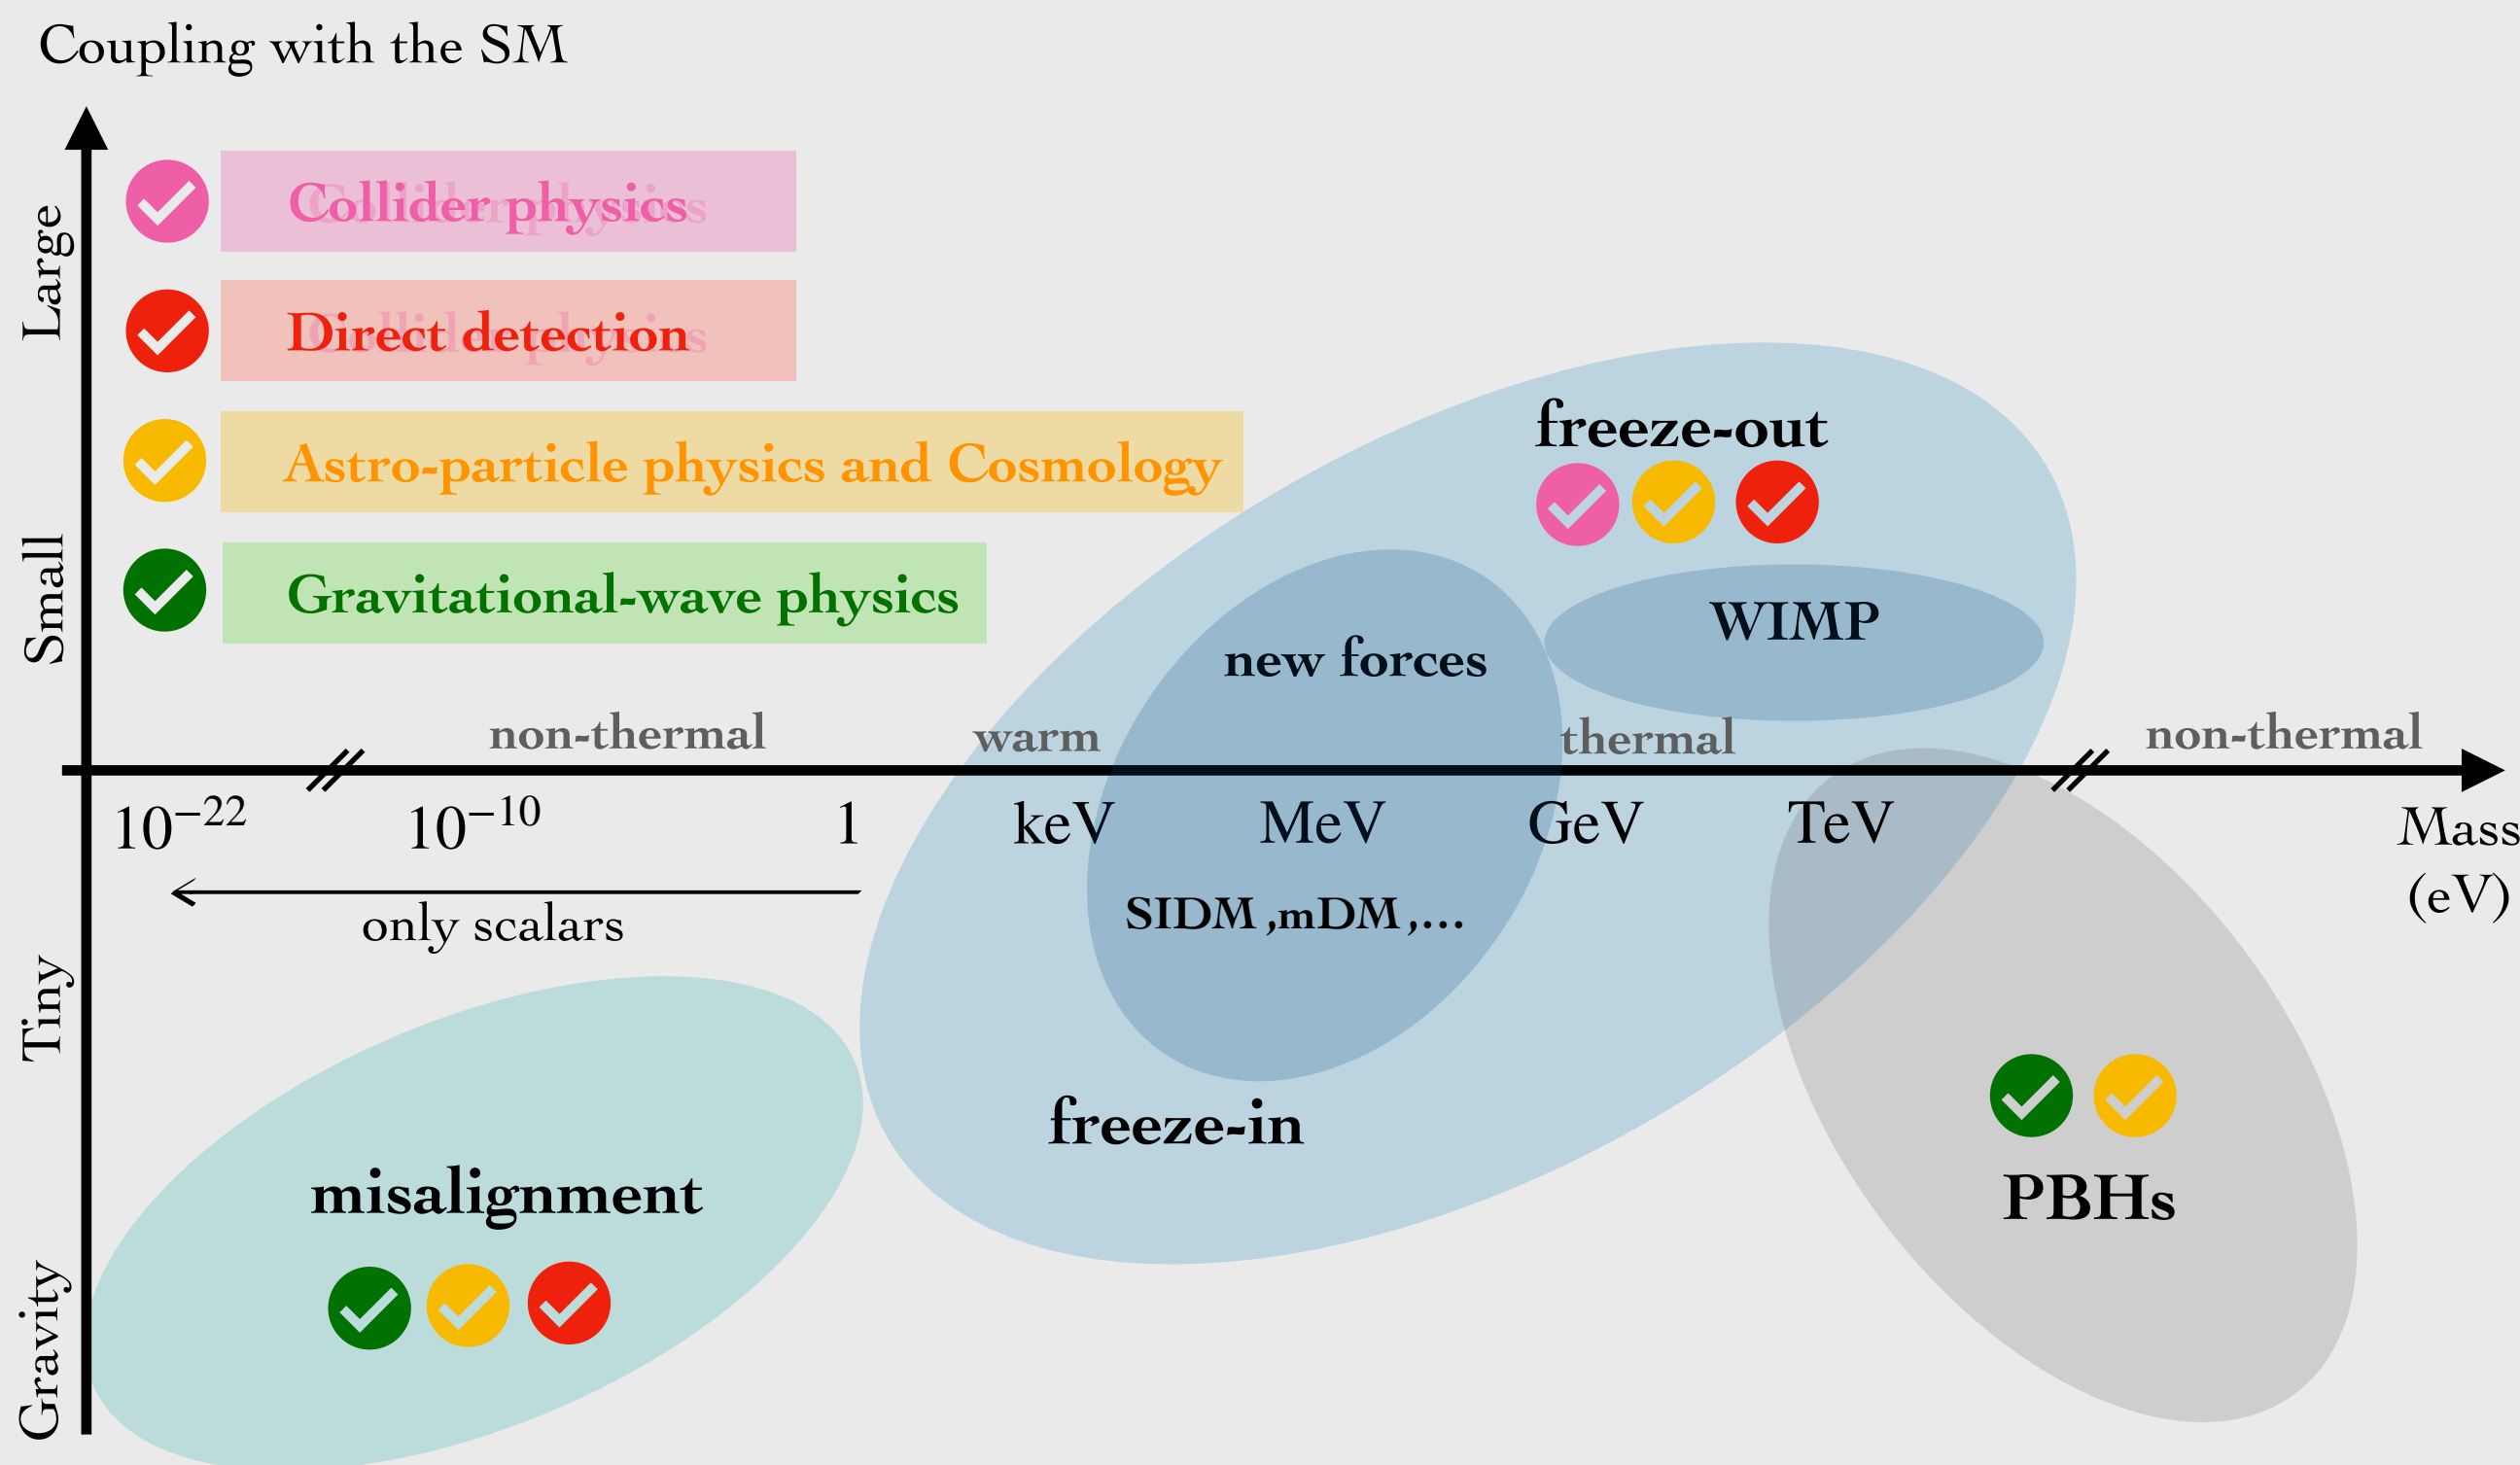 Coupling with the SM
Large
Small
Tiny
Gravity
Collider physics
Direct detection
Astro-particle physics and Cosmology
Gravitational-wave physics
freeze-out
WIMP
new forces
non-thermal
warm
thermal
non-thermal
10⁻²²
10⁻¹⁰
1
keV
MeV
GeV
TeV
Mass
(eV)
only scalars
SIDM ,mDM ,…
freeze-in
misalignment
PBHs